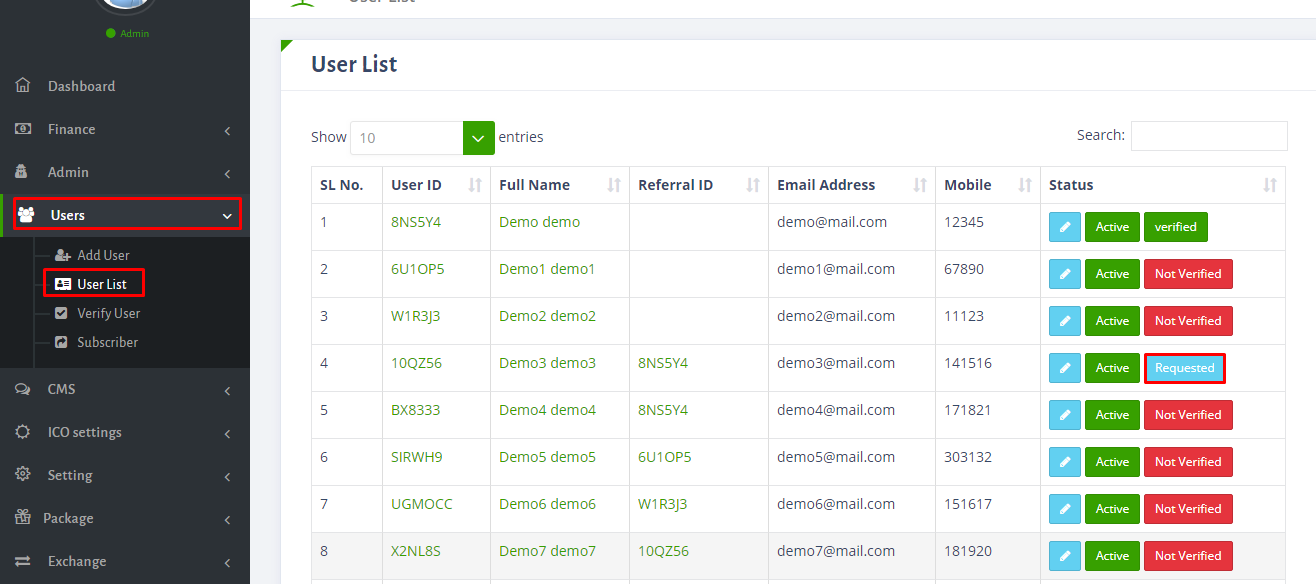 User List
Admin
Dashboard
Finance
Admin
Users
Add User
User List
Verify User
Subscriber
CMS
ICO settings
Setting
Package
Exchange
User List
Show 10 entries
Search:
SL No. User ID Full Name Referral ID Email Address Mobile Status
1 8NS5Y4 Demo demo demo@mail.com 12345 Active verified
2 6U1OP5 Demo1 demo1 demo1@mail.com 67890 Active Not Verified
3 W1R3J3 Demo2 demo2 demo2@mail.com 11123 Active Not Verified
4 10QZ56 Demo3 demo3 8NS5Y4 demo3@mail.com 141516 Active Requested
5 BX8333 Demo4 demo4 8NS5Y4 demo4@mail.com 171821 Active Not Verified
6 SIRWH9 Demo5 demo5 6U1OP5 demo5@mail.com 303132 Active Not Verified
7 UGMOCC Demo6 demo6 W1R3J3 demo6@mail.com 151617 Active Not Verified
8 X2NL8S Demo7 demo7 10QZ56 demo7@mail.com 181920 Active Not Verified